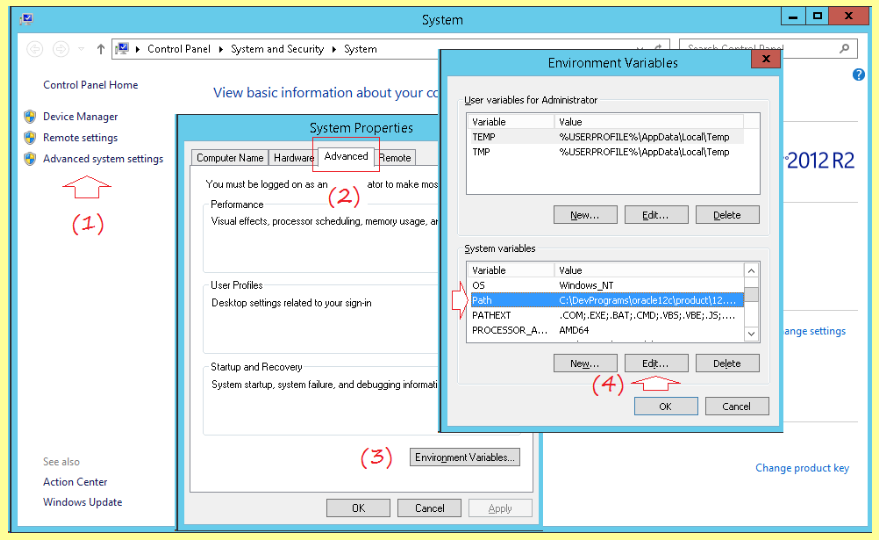 System
Control Panel ▸ System and Security ▸ System
Search Control Panel
Control Panel Home
Device Manager
Remote settings
Advanced system settings
(1)
See also
Action Center
Windows Update
View basic information about your co
2012 R2
ange settings
Change product key
System Properties
Computer Name Hardware Advanced Remote
(2)
You must be logged on as an ator to make mos
Performance
Visual effects, processor scheduling, memory usage, an
User Profiles
Desktop settings related to your sign-in
Startup and Recovery
System startup, system failure, and debugging informati
(3) Environment Variables...
OK Cancel Apply
Environment Variables
User variables for Administrator
Variable Value
TEMP %USERPROFILE%\AppData\Local\Temp
TMP %USERPROFILE%\AppData\Local\Temp
New... Edit... Delete
System variables
Variable Value
OS Windows_NT
Path C:\DevPrograms\oracle12c\product\12....
PATHEXT .COM;.EXE;.BAT;.CMD;.VBS;.VBE;.JS;....
PROCESSOR_A... AMD64
New... Edit... Delete
(4)
OK Cancel